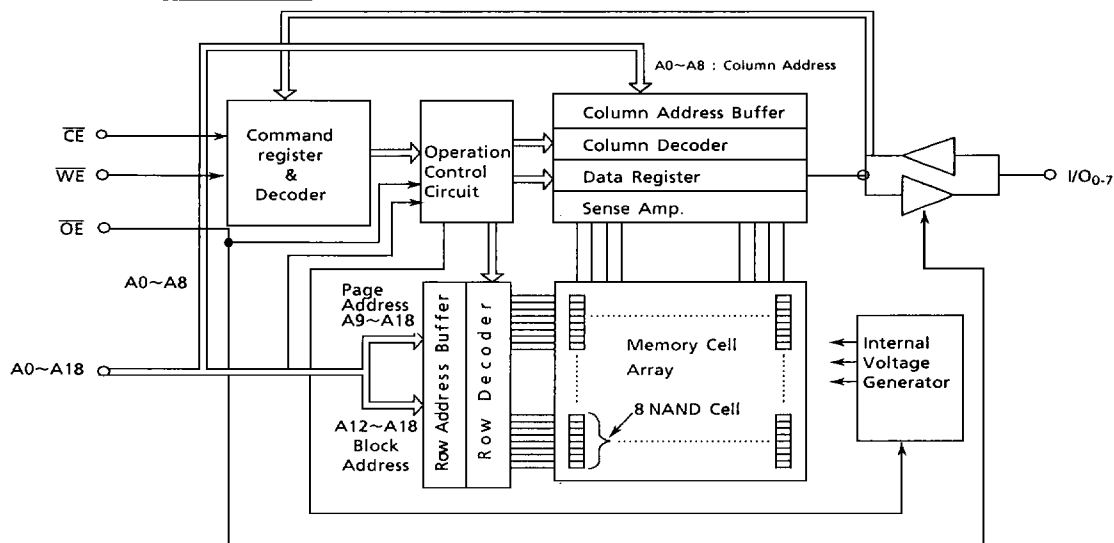 A0~A8 : Column Address
CE
WE
OE
Command
register
&
Decoder
Operation
Control
Circuit
Column Address Buffer
Column Decoder
Data Register
Sense Amp.
I/O0-7
A0~A8
A0~A18
Page
Address
A9~A18
A12~A18
Block
Address
Row Address Buffer
Row Decoder
Memory Cell
Array
8 NAND Cell
Internal
Voltage
Generator